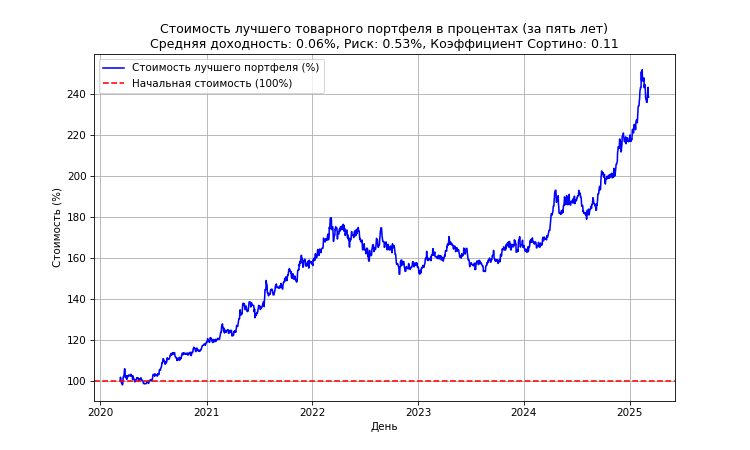 Стоимость лучшего товарного портфеля в процентах (за пять лет)
Средняя доходность: 0.06%, Риск: 0.53%, Коэффициент Сортино: 0.11
Стоимость лучшего портфеля (%)
Начальная стоимость (100%)
Стоимость (%)
240
220
200
180
160
140
120
100
2020
2021
2022
2023
2024
2025
День